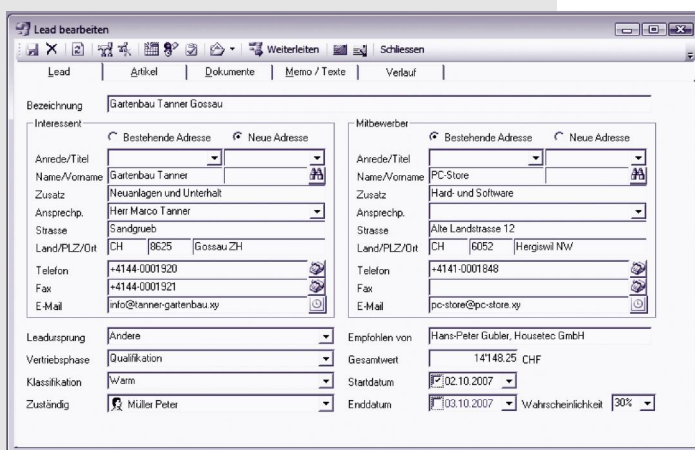 Lead bearbeiten
Weiterleiten Schliessen
Lead Artikel Dokumente Memo / Texte Verlauf
Bezeichnung Gartenbau Tanner Gossau
Interessent
Bestehende Adresse Neue Adresse
Anrede/Titel
Name/Vorname Gartenbau Tanner
Zusatz Neuanlagen und Unterhalt
Ansprechp. Herr Marco Tanner
Strasse Sandgrueb
Land/PLZ/Ort CH 8625 Gossau ZH
Telefon +4144-0001920
Fax +4144-0001921
E-Mail info@tanner-gartenbau.xy
Mitbewerber
Bestehende Adresse Neue Adresse
Anrede/Titel
Name/Vorname PC-Store
Zusatz Hard- und Software
Ansprechp.
Strasse Alte Landstrasse 12
Land/PLZ/Ort CH 6052 Hergiswil NW
Telefon +4141-0001848
Fax
E-Mail pc-store@pc-store.xy
Leadursprung Andere
Vertriebsphase Qualifikation
Klassifikation Warm
Zuständig Müller Peter
Empfohlen von Hans-Peter Gubler, Housetec GmbH
Gesamtwert 14'148.25 CHF
Startdatum 02.10.2007
Enddatum 03.10.2007 Wahrscheinlichkeit 30%